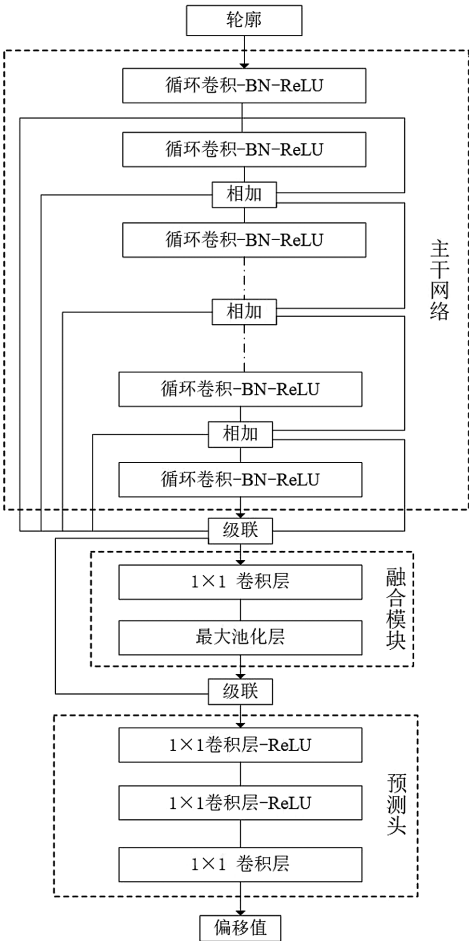 轮廓
循环卷积-BN-ReLU
循环卷积-BN-ReLU
相加
循环卷积-BN-ReLU
主干网络
相加
循环卷积-BN-ReLU
相加
循环卷积-BN-ReLU
级联
1×1 卷积层
融合模块
最大池化层
级联
1×1卷积层-ReLU
1×1卷积层-ReLU
预测头
1×1 卷积层
偏移值